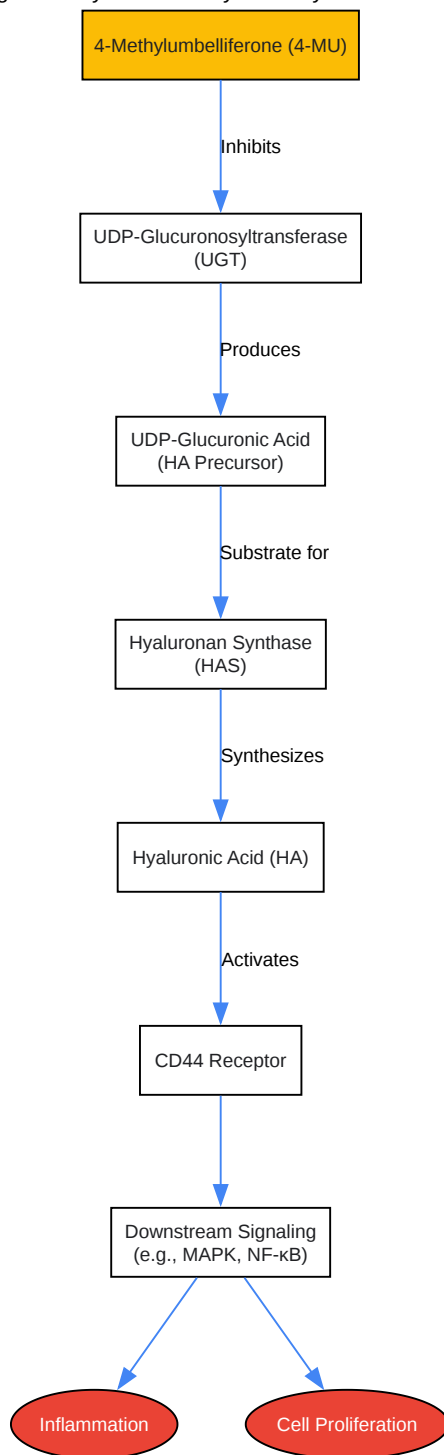 4-Methylumbelliferone (4-MU)
Inhibits
UDP-Glucuronosyltransferase
(UGT)
Produces
UDP-Glucuronic Acid
(HA Precursor)
Substrate for
Hyaluronan Synthase
(HAS)
Synthesizes
Hyaluronic Acid (HA)
Activates
CD44 Receptor
Downstream Signaling
(e.g., MAPK, NF-κB)
Inflammation
Cell Proliferation